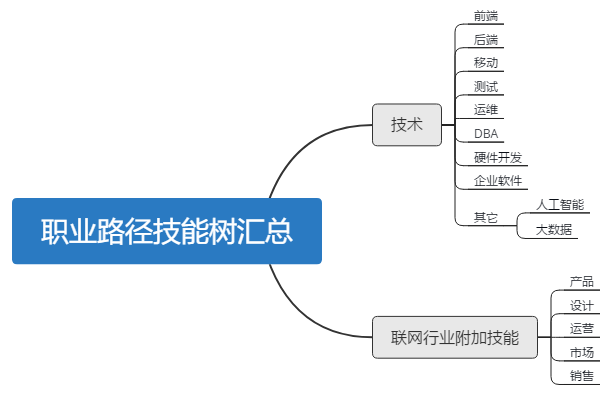 职业路径技能树汇总
技术
前端
后端
移动
测试
运维
DBA
硬件开发
企业软件
其它
人工智能
大数据
联网行业附加技能
产品
设计
运营
市场
销售